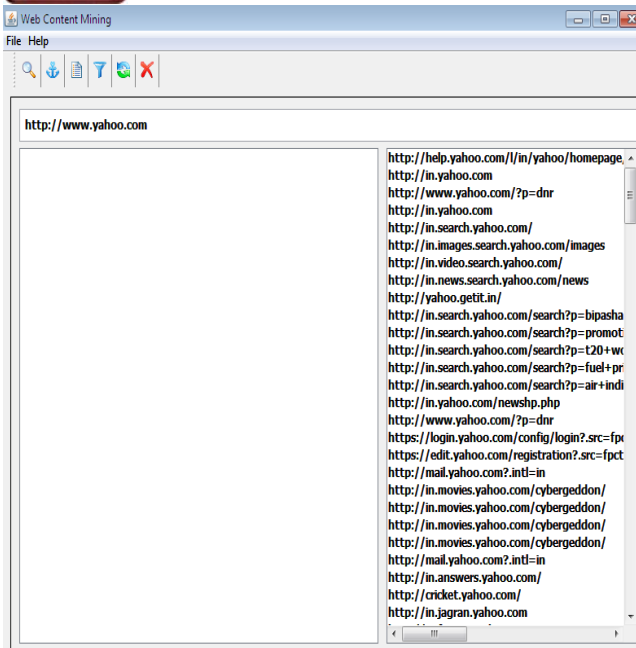 Web Content Mining
File Help
http://www.yahoo.com
http://help.yahoo.com/l/in/yahoo/homepage
http://in.yahoo.com
http://www.yahoo.com/?p=dnr
http://in.yahoo.com
http://in.search.yahoo.com/
http://in.images.search.yahoo.com/images
http://in.video.search.yahoo.com/
http://in.news.search.yahoo.com/news
http://yahoo.getit.in/
http://in.search.yahoo.com/search?p=bipasha
http://in.search.yahoo.com/search?p=promoti
http://in.search.yahoo.com/search?p=t20+wo
http://in.search.yahoo.com/search?p=fuel+pri
http://in.search.yahoo.com/search?p=air+indi
http://in.yahoo.com/newshp.php
http://www.yahoo.com/?p=dnr
https://login.yahoo.com/config/login?.src=fpc
https://edit.yahoo.com/registration?.src=fpct
http://mail.yahoo.com?.intl=in
http://in.movies.yahoo.com/cybergeddon/
http://in.movies.yahoo.com/cybergeddon/
http://in.movies.yahoo.com/cybergeddon/
http://in.movies.yahoo.com/cybergeddon/
http://mail.yahoo.com?.intl=in
http://in.answers.yahoo.com/
http://cricket.yahoo.com/
http://in.jagran.yahoo.com